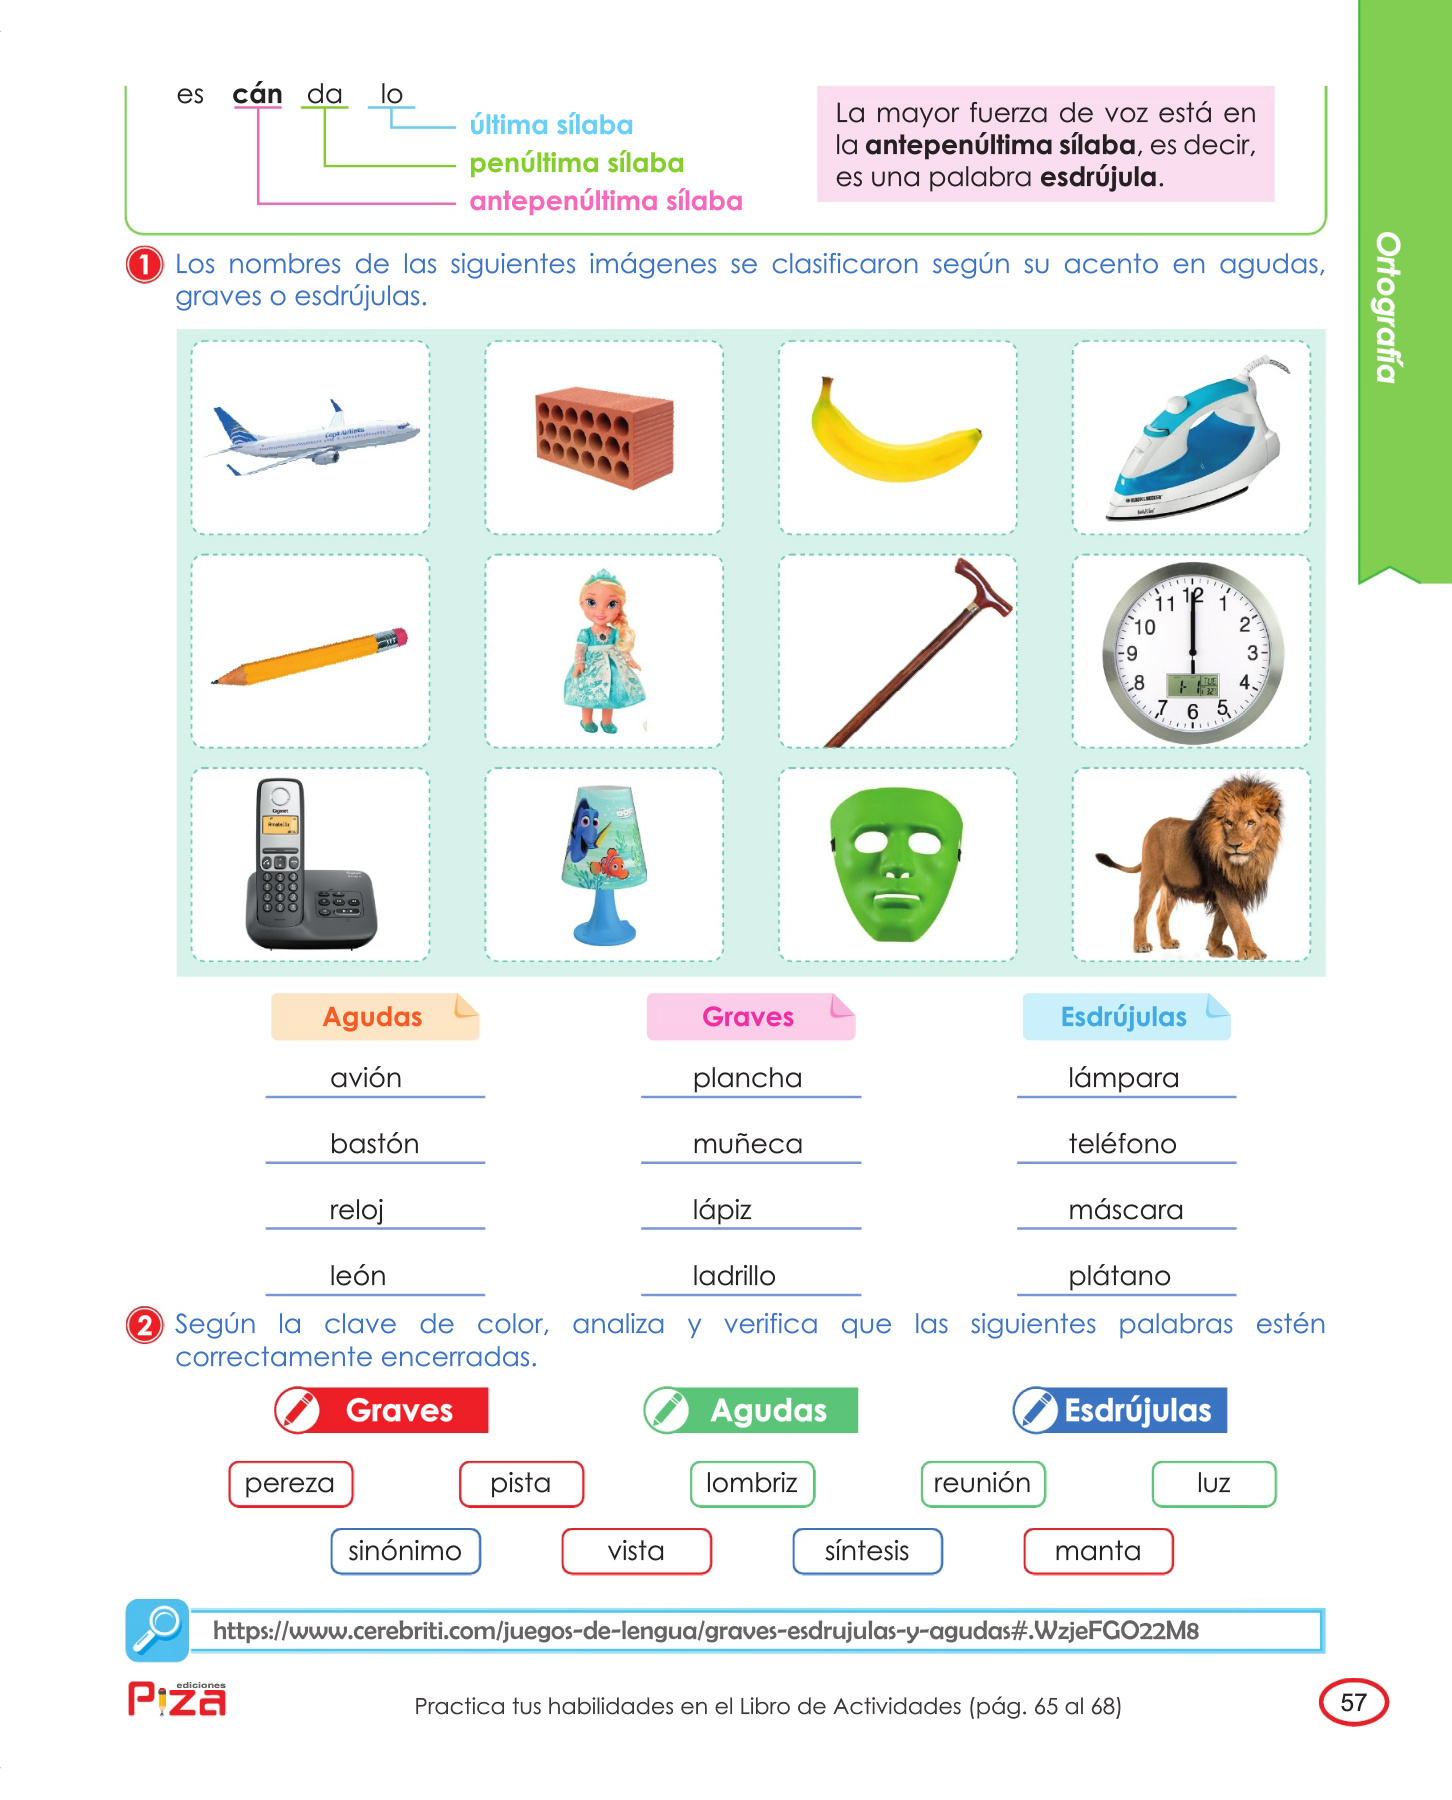 es cán da lo
última sílaba
penúltima sílaba
antepenúltima sílaba
La mayor fuerza de voz está en
la antepenúltima sílaba, es decir,
es una palabra esdrújula.
Ortografía
1 Los nombres de las siguientes imágenes se clasificaron según su acento en agudas,
graves o esdrújulas.
11 12 1
10 2
9 3
8 4
7 6 5
Agudas Graves Esdrújulas
avión plancha lámpara
bastón muñeca teléfono
reloj lápiz máscara
león ladrillo plátano
2 Según la clave de color, analiza y verifica que las siguientes palabras estén
correctamente encerradas.
Graves Agudas Esdrújulas
pereza pista lombriz reunión luz
sinónimo vista síntesis manta
https://www.cerebriti.com/juegos-de-lengua/graves-esdrujulas-y-agudas#.WzjeFGO22M8
ediciones
Piza
Practica tus habilidades en el Libro de Actividades (pág. 65 al 68)
57